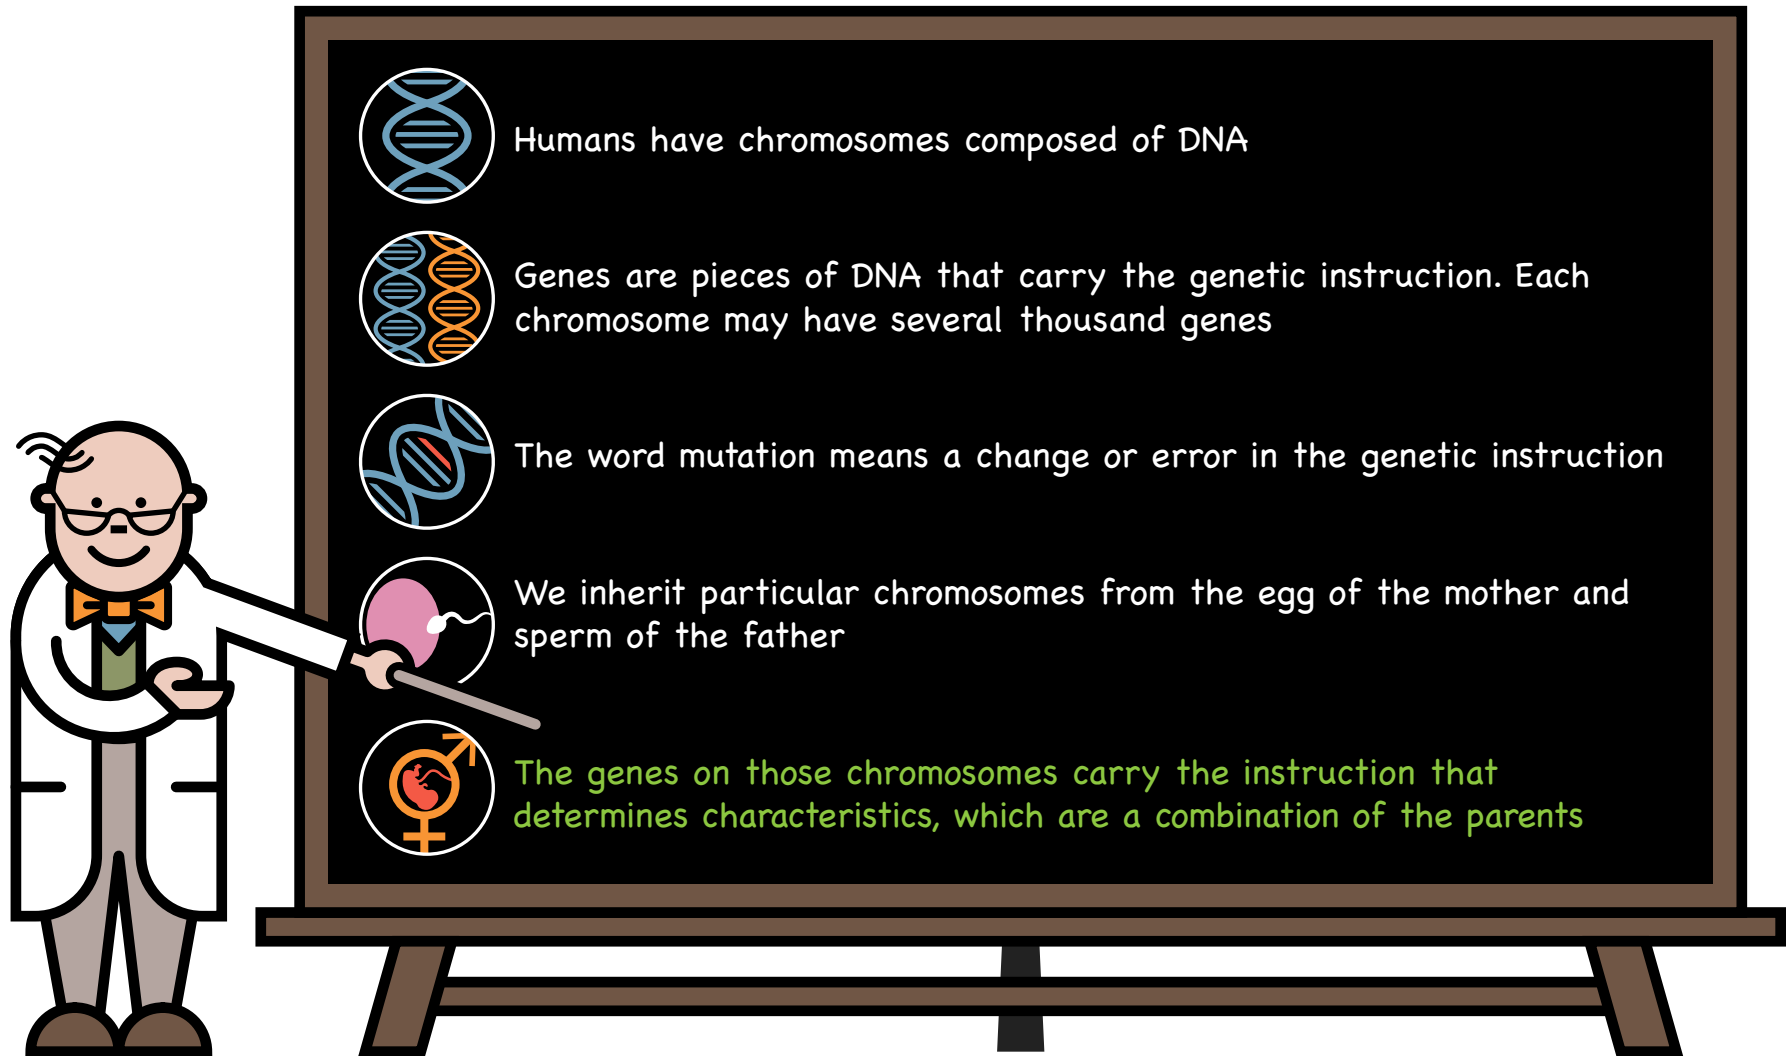 Humans have chromosomes composed of DNA
Genes are pieces of DNA that carry the genetic instruction. Each
chromosome may have several thousand genes
The word mutation means a change or error in the genetic instruction
We inherit particular chromosomes from the egg of the mother and
sperm of the father
The genes on those chromosomes carry the instruction that
determines characteristics, which are a combination of the parents